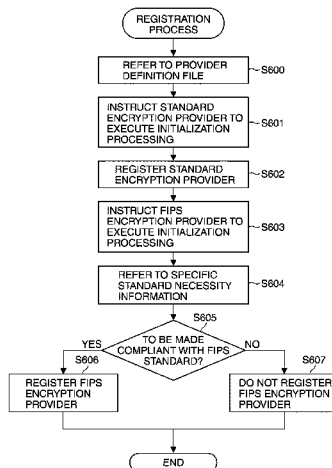 REGISTRATION
PROCESS
REFER TO PROVIDER
DEFINITION FILE
S600
INSTRUCT STANDARD
ENCRYPTION PROVIDER TO
EXECUTE INITIALIZATION
PROCESSING
S601
REGISTER STANDARD
ENCRYPTION PROVIDER
S602
INSTRUCT FIPS
ENCRYPTION PROVIDER TO
EXECUTE INITIALIZATION
PROCESSING
S603
REFER TO SPECIFIC
STANDARD NECESSITY
INFORMATION
S604
S605
TO BE MADE
COMPLIANT WITH FIPS
STANDARD?
YES
NO
S606
REGISTER FIPS
ENCRYPTION
PROVIDER
S607
DO NOT REGISTER
FIPS ENCRYPTION
PROVIDER
END